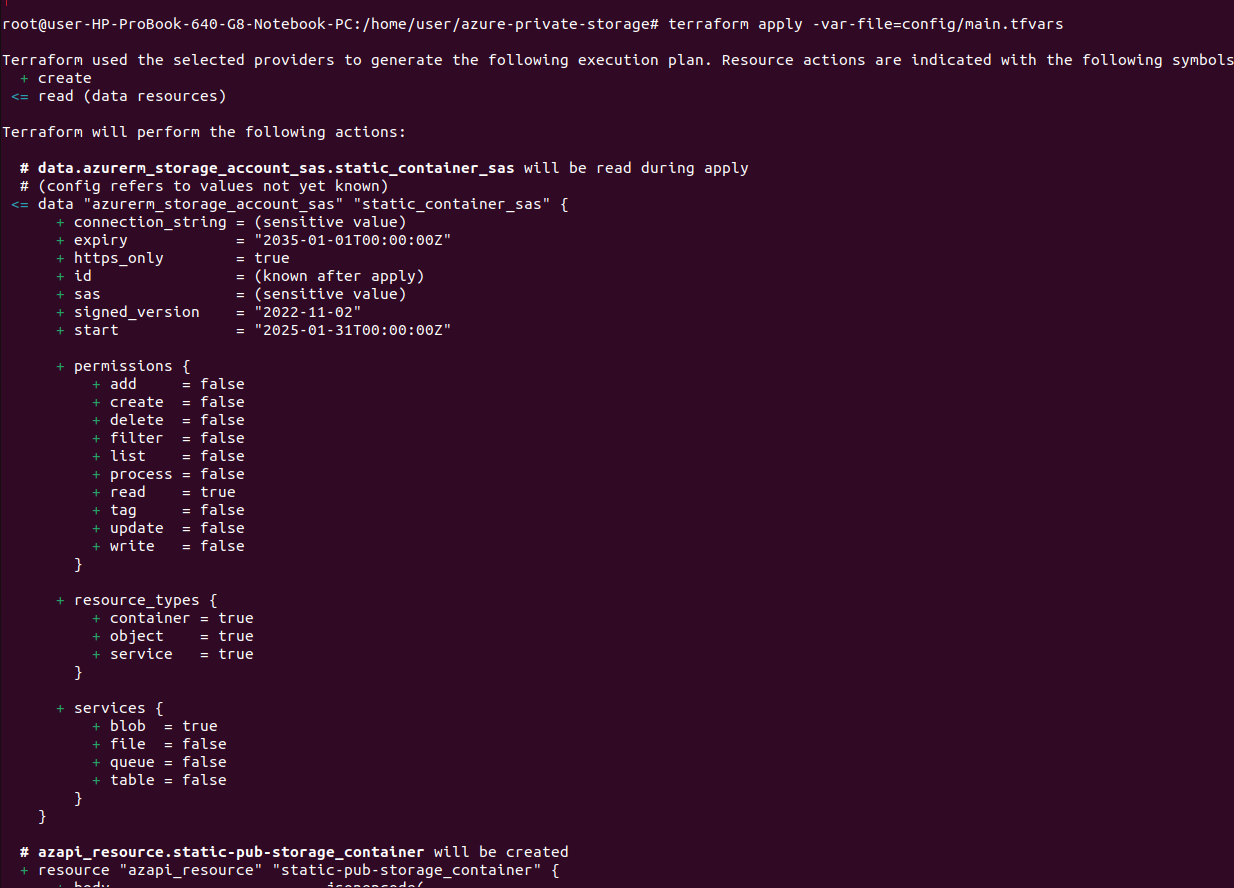 root@user-HP-ProBook-640-G8-Notebook-PC:/home/user/azure-private-storage# terraform apply -var-file=config/main.tfvars
Terraform used the selected providers to generate the following execution plan. Resource actions are indicated with the following symbols
+ create
<= read (data resources)
Terraform will perform the following actions:
# data.azurerm_storage_account_sas.static_container_sas will be read during apply
# (config refers to values not yet known)
<= data "azurerm_storage_account_sas" "static_container_sas" {
+ connection_string = (sensitive value)
+ expiry = "2035-01-01T00:00:00Z"
+ https_only = true
+ id = (known after apply)
+ sas = (sensitive value)
+ signed_version = "2022-11-02"
+ start = "2025-01-31T00:00:00Z"
+ permissions {
+ add = false
+ create = false
+ delete = false
+ filter = false
+ list = false
+ process = false
+ read = true
+ tag = false
+ update = false
+ write = false
}
+ resource_types {
+ container = true
+ object = true
+ service = true
}
+ services {
+ blob = true
+ file = false
+ queue = false
+ table = false
}
}
# azapi_resource.static-pub-storage_container will be created
+ resource "azapi_resource" "static-pub-storage_container" {